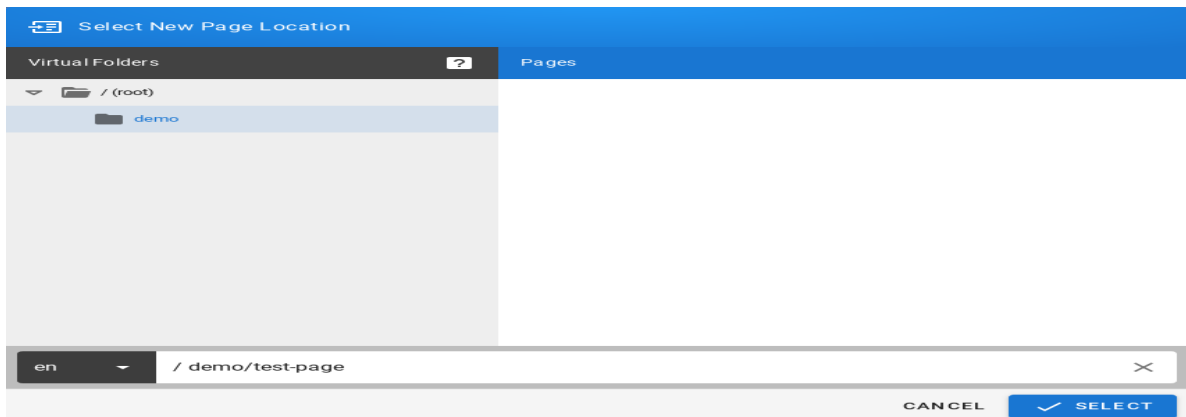 Select New Page Location
Virtual Folders ? Pages
/ (root)
demo
en / demo/test-page
CANCEL SELECT